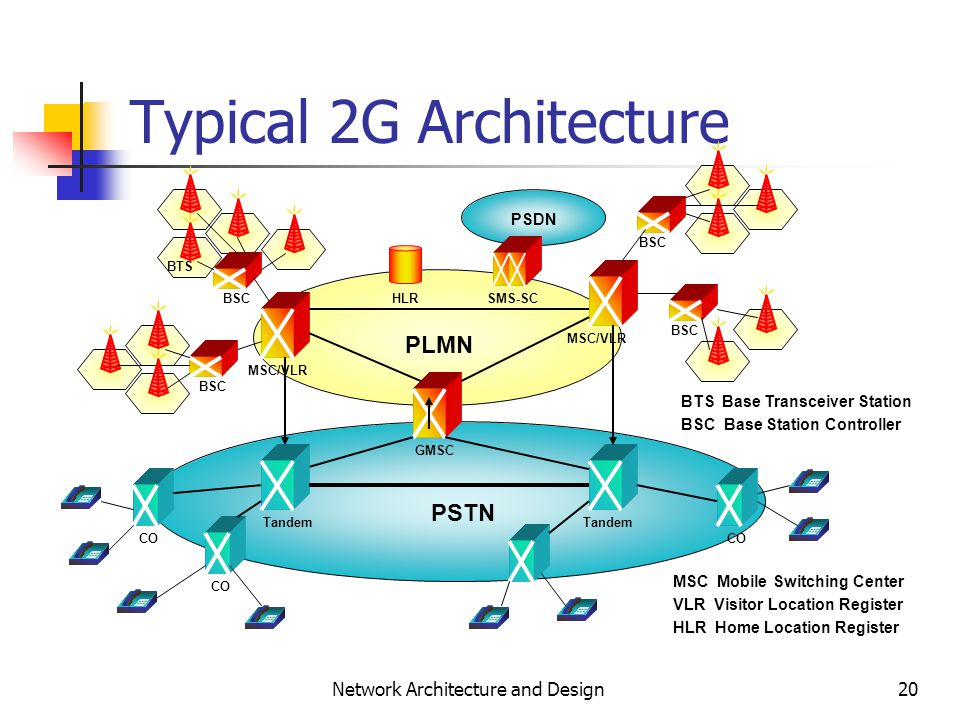 Typical 2G Architecture
PSDN
BSC
BTS
BSC
HLR
SMS-SC
MSC/VLR
BSC
PLMN
MSC/VLR
BSC
BTS Base Transceiver Station
BSC Base Station Controller
GMSC
PSTN
Tandem
Tandem
CO
CO
CO
MSC Mobile Switching Center
VLR Visitor Location Register
HLR Home Location Register
Network Architecture and Design
20